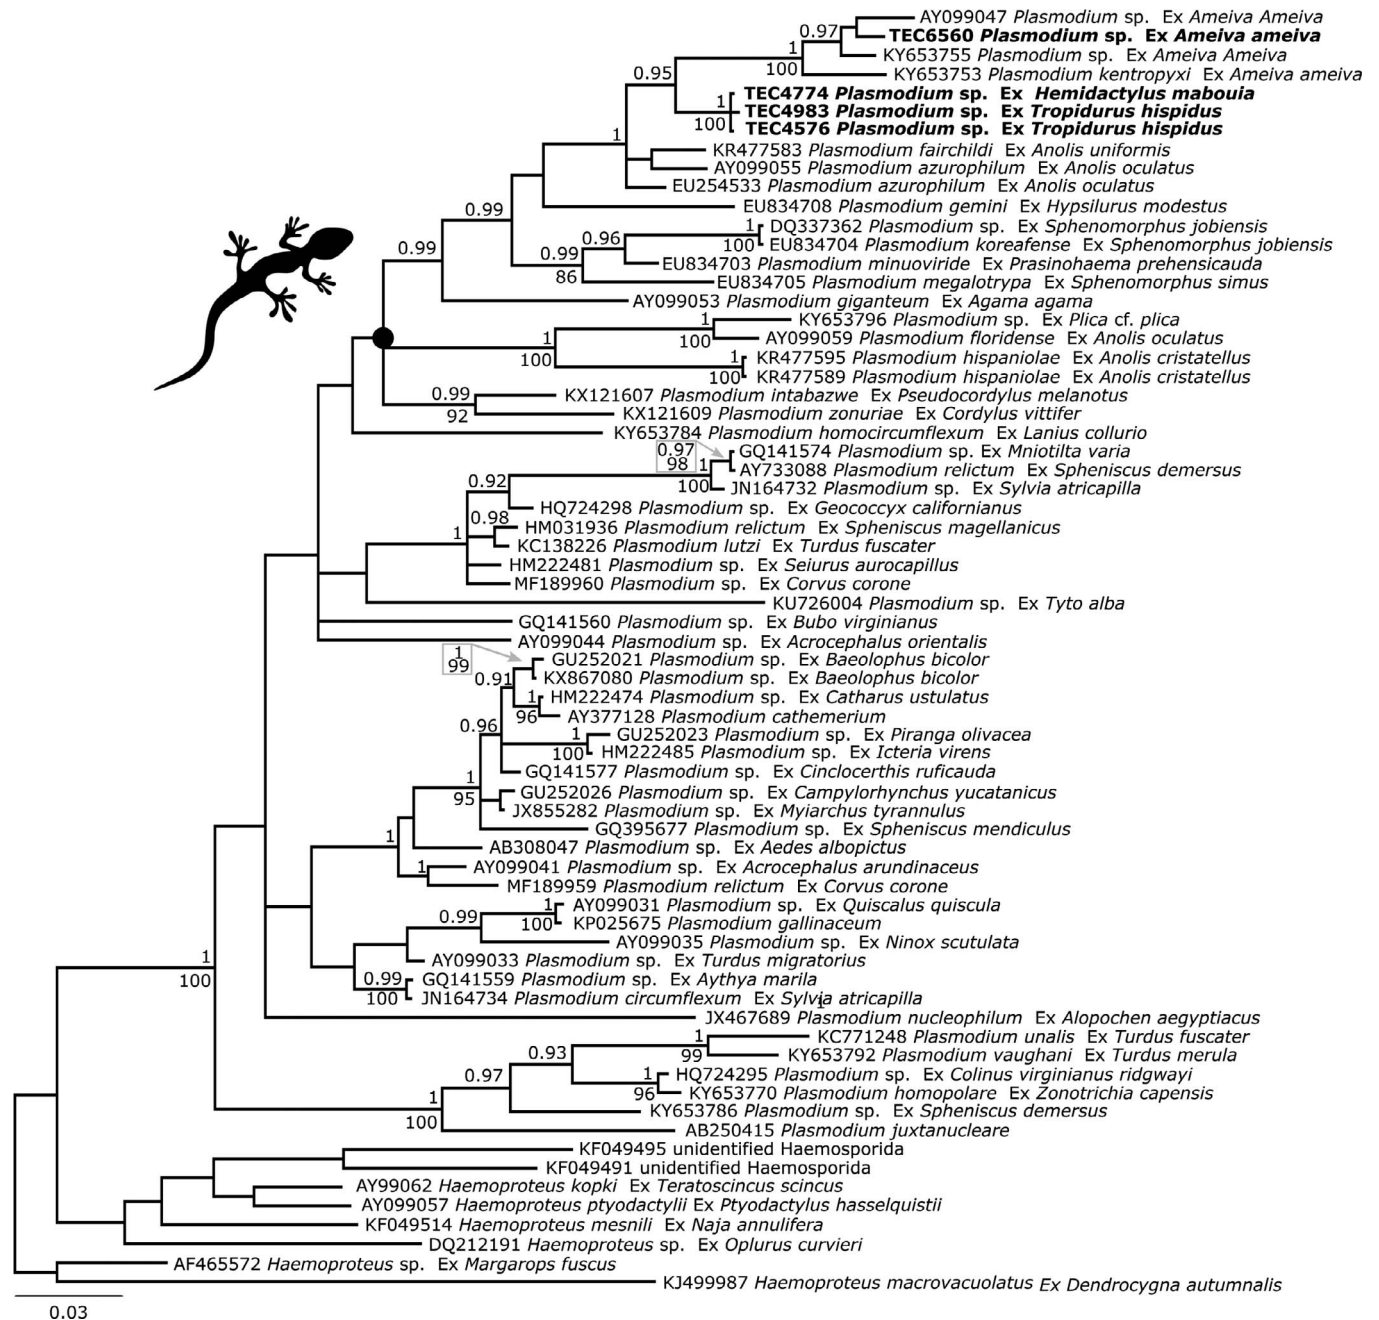 AY099047 Plasmodium sp. Ex Ameiva Ameiva
0.97
TEC6560 Plasmodium sp. Ex Ameiva ameiva
1
KY653755 Plasmodium sp. Ex Ameiva Ameiva
100
KY653753 Plasmodium kentropyxi Ex Ameiva ameiva
0.95
TEC4774 Plasmodium sp. Ex Hemidactylus mabouia
1
TEC4983 Plasmodium sp. Ex Tropidurus hispidus
100
TEC4576 Plasmodium sp. Ex Tropidurus hispidus
1
KR477583 Plasmodium fairchildi Ex Anolis uniformis
AY099055 Plasmodium azurophilum Ex Anolis oculatus
EU254533 Plasmodium azurophilum Ex Anolis oculatus
0.99
EU834708 Plasmodium gemini Ex Hypsilurus modestus
1
DQ337362 Plasmodium sp. Ex Sphenomorphus jobiensis
0.99
0.96
100
EU834704 Plasmodium koreafense Ex Sphenomorphus jobiensis
0.99
EU834703 Plasmodium minuoviride Ex Prasinohaema prehensicauda
86
EU834705 Plasmodium megalotrypa Ex Sphenomorphus simus
AY099053 Plasmodium giganteum Ex Agama agama
1
KY653796 Plasmodium sp. Ex Plica cf. plica
1
100
AY099059 Plasmodium floridense Ex Anolis oculatus
100
1
KR477595 Plasmodium hispaniolae Ex Anolis cristatellus
100
KR477589 Plasmodium hispaniolae Ex Anolis cristatellus
0.99
KX121607 Plasmodium intabazwe Ex Pseudocordylus melanotus
92
KX121609 Plasmodium zonuriae Ex Cordylus vittifer
KY653784 Plasmodium homocircumflexum Ex Lanius collurio
0.97
GQ141574 Plasmodium sp. Ex Mniotilta varia
98
1
AY733088 Plasmodium relictum Ex Spheniscus demersus
0.92
100
JN164732 Plasmodium sp. Ex Sylvia atricapilla
HQ724298 Plasmodium sp. Ex Geococcyx californianus
0.98
HM031936 Plasmodium relictum Ex Spheniscus magellanicus
1
KC138226 Plasmodium lutzi Ex Turdus fuscater
HM222481 Plasmodium sp. Ex Seiurus aurocapillus
MF189960 Plasmodium sp. Ex Corvus corone
KU726004 Plasmodium sp. Ex Tyto alba
GQ141560 Plasmodium sp. Ex Bubo virginianus
AY099044 Plasmodium sp. Ex Acrocephalus orientalis
1
99
GU252021 Plasmodium sp. Ex Baeolophus bicolor
0.91
KX867080 Plasmodium sp. Ex Baeolophus bicolor
1
HM222474 Plasmodium sp. Ex Catharus ustulatus
96
AY377128 Plasmodium cathemerium
0.96
1
GU252023 Plasmodium sp. Ex Piranga olivacea
100
HM222485 Plasmodium sp. Ex Icteria virens
1
GQ141577 Plasmodium sp. Ex Cinclocerthis ruficauda
95
GU252026 Plasmodium sp. Ex Campylorhynchus yucatanicus
JX855282 Plasmodium sp. Ex Myiarchus tyrannulus
GQ395677 Plasmodium sp. Ex Spheniscus mendiculus
1
AB308047 Plasmodium sp. Ex Aedes albopictus
1
AY099041 Plasmodium sp. Ex Acrocephalus arundinaceus
MF189959 Plasmodium relictum Ex Corvus corone
1
AY099031 Plasmodium sp. Ex Quiscalus quiscula
0.99
100
KP025675 Plasmodium gallinaceum
AY099035 Plasmodium sp. Ex Ninox scutulata
1
AY099033 Plasmodium sp. Ex Turdus migratorius
100
0.99
GQ141559 Plasmodium sp. Ex Aythya marila
100
JN164734 Plasmodium circumflexum Ex Sylvia atricapilla
1
JX467689 Plasmodium nucleophilum Ex Alopochen aegyptiacus
1
KC771248 Plasmodium unalis Ex Turdus fuscater
0.93
99
KY653792 Plasmodium vaughani Ex Turdus merula
0.97
1
HQ724295 Plasmodium sp. Ex Colinus virginianus ridgwayi
96
KY653770 Plasmodium homopolare Ex Zonotrichia capensis
1
KY653786 Plasmodium sp. Ex Spheniscus demersus
100
AB250415 Plasmodium juxtanucleare
KF049495 unidentified Haemosporida
KF049491 unidentified Haemosporida
AY99062 Haemoproteus kopki Ex Teratoscincus scincus
AY099057 Haemoproteus ptyodactylii Ex Ptyodactylus hasselquistii
KF049514 Haemoproteus mesnili Ex Naja annulifera
DQ212191 Haemoproteus sp. Ex Oplurus curvieri
AF465572 Haemoproteus sp. Ex Margarops fuscus
KJ499987 Haemoproteus macrovacuolatus Ex Dendrocygna autumnalis
0.03